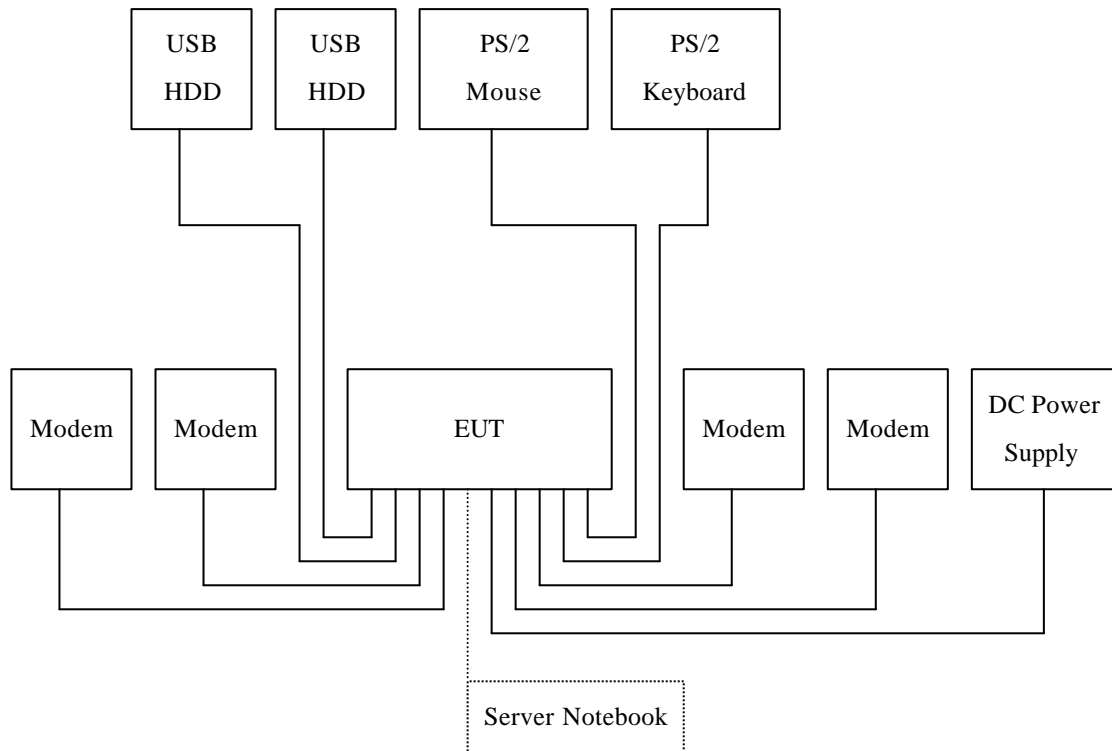 USB
HDD
USB
HDD
PS/2
Mouse
PS/2
Keyboard
Modem
Modem
EUT
Modem
Modem
DC Power
Supply
Server Notebook